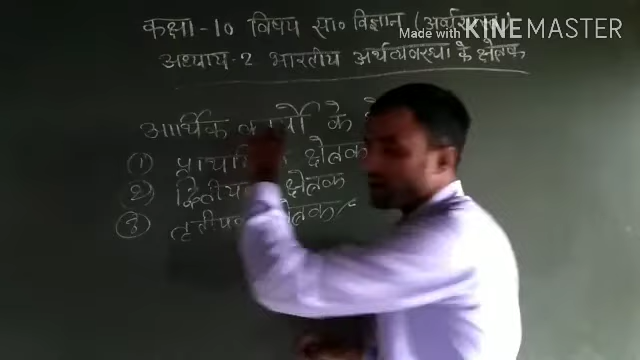 कक्षा-10 विषय सा० विज्ञान (अर्थशास्त्र)
Made with KINEMASTER
अध्याय-2 भारतीय अर्थव्यवस्था के क्षेत्रक
आर्थिक कार्यों के
(1) प्राथमिक क्षेत्रक
(2) द्वितीयक क्षेत्रक
(3) तृतीयक क्षेत्रक